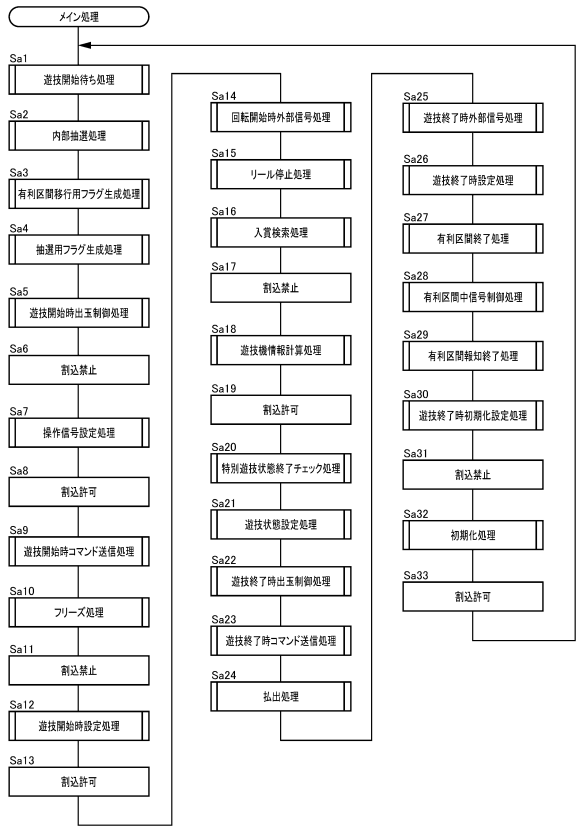 メイン処理
Sa1
遊技開始待ち処理
Sa2
内部抽選処理
Sa3
有利区間移行用フラグ生成処理
Sa4
抽選用フラグ生成処理
Sa5
遊技開始時出玉制御処理
Sa6
割込禁止
Sa7
操作信号設定処理
Sa8
割込許可
Sa9
遊技開始時コマンド送信処理
Sa10
フリーズ処理
Sa11
割込禁止
Sa12
遊技開始時設定処理
Sa13
割込許可
Sa14
回転開始時外部信号処理
Sa15
リール停止処理
Sa16
入賞検索処理
Sa17
割込禁止
Sa18
遊技機情報計算処理
Sa19
割込許可
Sa20
特別遊技状態終了チェック処理
Sa21
遊技状態設定処理
Sa22
遊技終了時出玉制御処理
Sa23
遊技終了時コマンド送信処理
Sa24
払出処理
Sa25
遊技終了時外部信号処理
Sa26
遊技終了時設定処理
Sa27
有利区間終了処理
Sa28
有利区間中信号制御処理
Sa29
有利区間報知終了処理
Sa30
遊技終了時初期化設定処理
Sa31
割込禁止
Sa32
初期化処理
Sa33
割込許可